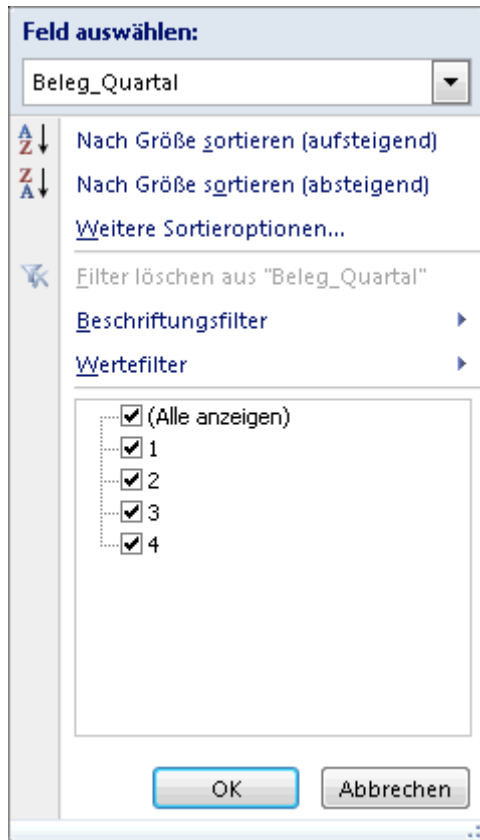 Feld auswählen:
Beleg_Quartal
Nach Größe sortieren (aufsteigend)
Nach Größe sortieren (absteigend)
Weitere Sortieroptionen...
Filter löschen aus "Beleg_Quartal"
Beschriftungsfilter
Wertefilter
(Alle anzeigen)
1
2
3
4
OK Abbrechen